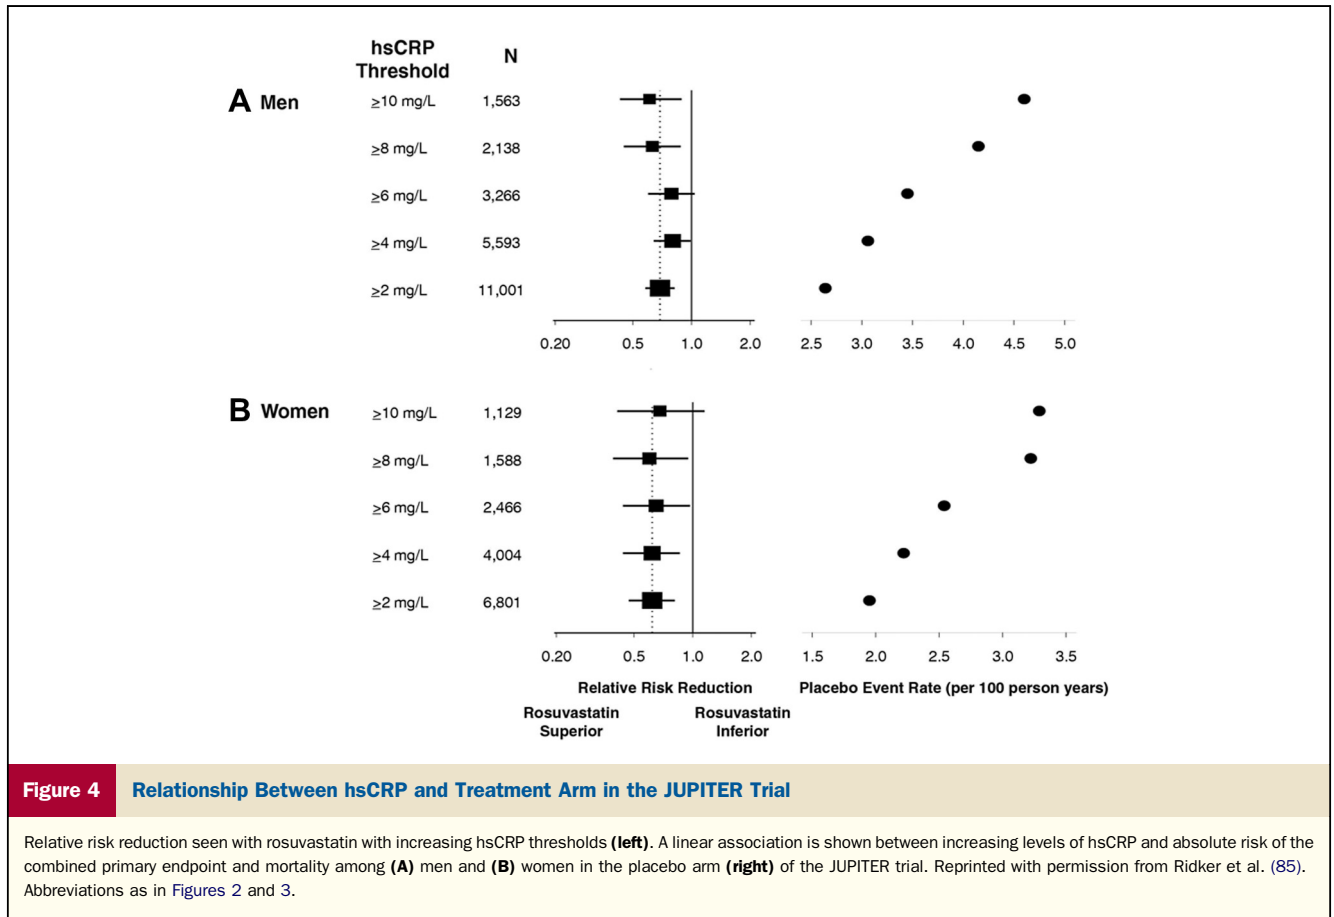 hsCRP
Threshold N
A Men ≥10 mg/L 1,563
≥8 mg/L 2,138
≥6 mg/L 3,266
≥4 mg/L 5,593
≥2 mg/L 11,001
0.20 0.5 1.0 2.0 2.5 3.0 3.5 4.0 4.5 5.0
B Women ≥10 mg/L 1,129
≥8 mg/L 1,588
≥6 mg/L 2,466
≥4 mg/L 4,004
≥2 mg/L 6,801
0.20 0.5 1.0 2.0 1.5 2.0 2.5 3.0 3.5
Relative Risk Reduction Placebo Event Rate (per 100 person years)
Rosuvastatin Rosuvastatin
Superior Inferior
Figure 4 Relationship Between hsCRP and Treatment Arm in the JUPITER Trial
Relative risk reduction seen with rosuvastatin with increasing hsCRP thresholds (left). A linear association is shown between increasing levels of hsCRP and absolute risk of the
combined primary endpoint and mortality among (A) men and (B) women in the placebo arm (right) of the JUPITER trial. Reprinted with permission from Ridker et al. (85).
Abbreviations as in Figures 2 and 3.